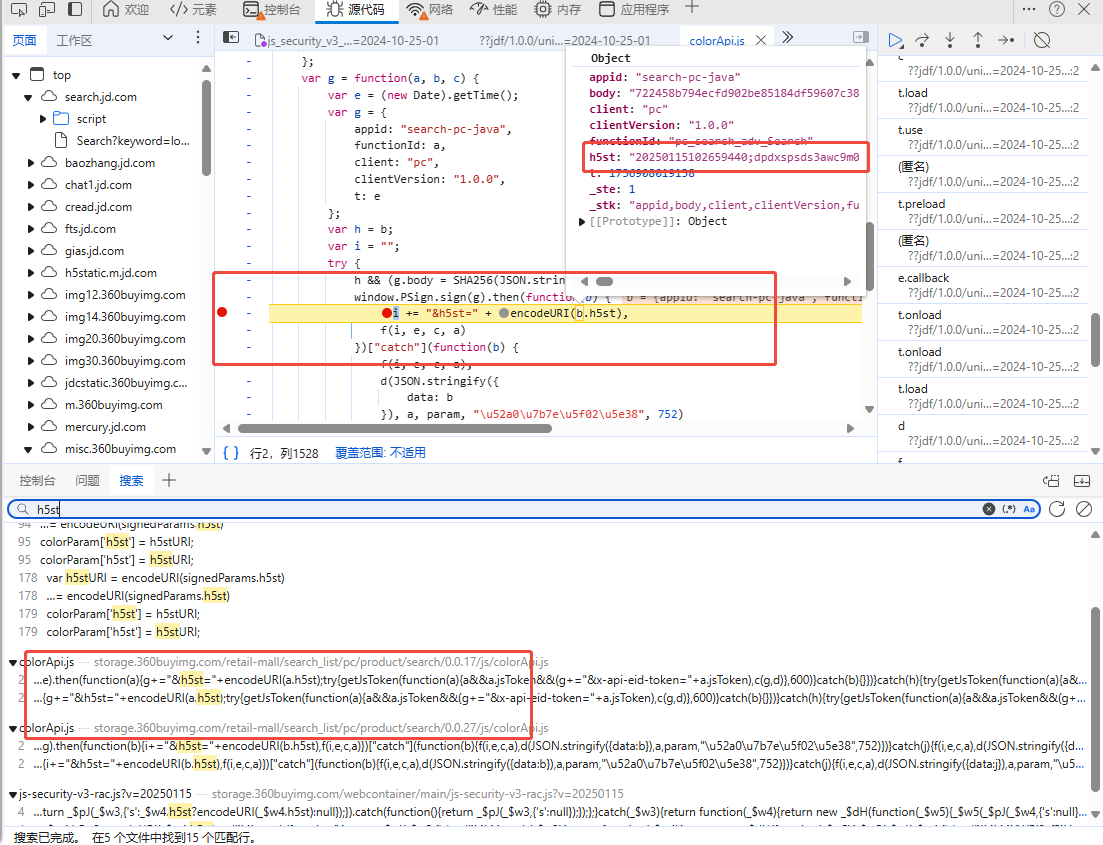 欢迎 元素 控制台 源代码 网络 性能 内存 应用程序
页面 工作区
js_security_v3_...=2024-10-25-01 ??jdf/1.0.0/uni...=2024-10-25-01 colorApi.js
top
search.jd.com
script
Search?keyword=lo...
baozhang.jd.com
chat1.jd.com
cread.jd.com
fts.jd.com
gias.jd.com
h5static.m.jd.com
img12.360buyimg.com
img14.360buyimg.com
img20.360buyimg.com
img30.360buyimg.com
jdcstatic.360buyimg.c...
m.360buyimg.com
mercury.jd.com
misc.360buyimg.com
};
var g = function(a, b, c) {
var e = (new Date).getTime();
var g = {
appid: "search-pc-java",
functionId: a,
client: "pc",
clientVersion: "1.0.0",
t: e
};
var h = b;
var i = "";
try {
h && (g.body = SHA256(JSON.strin
window.PSign.sign(g).then(function(b) { b = {appid: "search-pc-java", functi
i += "&h5st=" + encodeURI(b.h5st),
f(i, e, c, a)
})["catch"](function(b) {
f(i, e, c, a),
d(JSON.stringify({
data: b
}), a, param, "\u52a0\u7b7e\u5f02\u5e38", 752)
Object
appid: "search-pc-java"
body: "722458b794ecfd902be85184df59607c38
client: "pc"
clientVersion: "1.0.0"
functionId: "pc_search_adv_Search"
h5st: "20250115102659440;dpdxspsds3awc9m0
t: 1736908019138
_ste: 1
_stk: "appid,body,client,clientVersion,fu
[[Prototype]]: Object
c
??jdf/1.0.0/uni...=2024-10-25...:2
t.load
??jdf/1.0.0/uni...=2024-10-25...:2
t.use
??jdf/1.0.0/uni...=2024-10-25...:2
(匿名)
??jdf/1.0.0/uni...=2024-10-25...:2
t.preload
??jdf/1.0.0/uni...=2024-10-25...:2
(匿名)
??jdf/1.0.0/uni...=2024-10-25...:2
e.callback
??jdf/1.0.0/uni...=2024-10-25...:2
t.onload
??jdf/1.0.0/uni...=2024-10-25...:2
t.onload
??jdf/1.0.0/uni...=2024-10-25...:2
t.load
??jdf/1.0.0/uni...=2024-10-25...:2
d
??jdf/1.0.0/uni...=2024-10-25...:2
{ } 行2，列1528 覆盖范围: 不适用
控制台 问题 搜索
h5st (.*) Aa
94 ...= encodeURI(signedParams.h5st)
95 colorParam['h5st'] = h5stURI;
95 colorParam['h5st'] = h5stURI;
178 var h5stURI = encodeURI(signedParams.h5st)
178 ...= encodeURI(signedParams.h5st)
179 colorParam['h5st'] = h5stURI;
179 colorParam['h5st'] = h5stURI;
colorApi.js — storage.360buyimg.com/retail-mall/search_list/pc/product/search/0.0.17/js/colorApi.js
2 ...e).then(function(a){g+="&h5st="+encodeURI(a.h5st);try{getJsToken(function(a){a&&a.jsToken&&(g+="&x-api-eid-token="+a.jsToken),c(g,d)},600)}catch(b){}})}catch(h){try{getJsToken(function(a){a&...
2 ...{g+="&h5st="+encodeURI(a.h5st);try{getJsToken(function(a){a&&a.jsToken&&(g+="&x-api-eid-token="+a.jsToken),c(g,d)},600)}catch(b){}})}catch(h){try{getJsToken(function(a){a&&a.jsToken&&(g+...
colorApi.js — storage.360buyimg.com/retail-mall/search_list/pc/product/search/0.0.27/js/colorApi.js
2 ...g).then(function(b){i+="&h5st="+encodeURI(b.h5st),f(i,e,c,a)})["catch"](function(b){f(i,e,c,a),d(JSON.stringify({data:b}),a,param,"\u52a0\u7b7e\u5f02\u5e38",752)})}catch(j){f(i,e,c,a),d(JSON.stringify({d...
2 ...{i+="&h5st="+encodeURI(b.h5st),f(i,e,c,a)})["catch"](function(b){f(i,e,c,a),d(JSON.stringify({data:b}),a,param,"\u52a0\u7b7e\u5f02\u5e38",752)})}catch(j){f(i,e,c,a),d(JSON.stringify({data:j}),a,param,"\u5...
js-security-v3-rac.js?v=20250115 — storage.360buyimg.com/webcontainer/main/js-security-v3-rac.js?v=20250115
4 ...turn _$pJ(_$w3,{'s':_$w4.h5st?encodeURI(_$w4.h5st):null});}).catch(function(){return _$pJ(_$w3,{'s':null});});}catch(_$w3){return function(_$w4){return new _$dH(function(_$w5){_$w5(_$pJ(_$w4,{'s':null}...
搜索已完成。 在5 个文件中找到15 个匹配行。